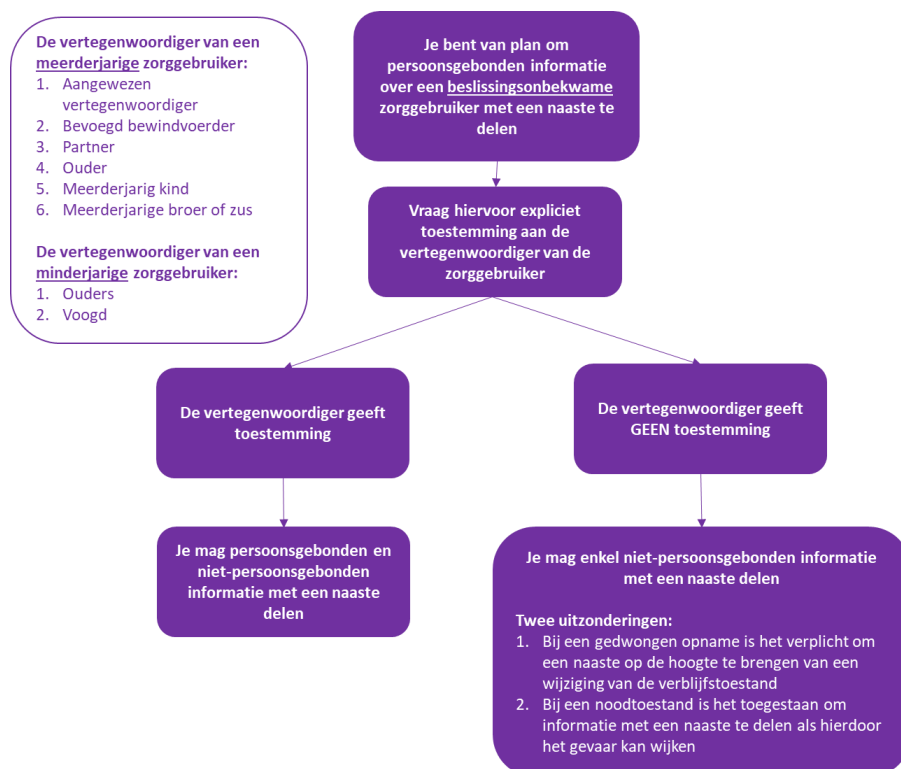 De vertegenwoordiger van een
meerderjarige zorggebruiker:
1. Aangewezen
vertegenwoordiger
2. Bevoegd bewindvoerder
3. Partner
4. Ouder
5. Meerderjarig kind
6. Meerderjarige broer of zus
De vertegenwoordiger van een
minderjarige zorggebruiker:
1. Ouders
2. Voogd
Je bent van plan om
persoonsgebonden informatie
over een beslissingsonbekwame
zorggebruiker met een naaste te
delen
Vraag hiervoor expliciet
toestemming aan de
vertegenwoordiger van de
zorggebruiker
De vertegenwoordiger geeft
toestemming
De vertegenwoordiger geeft
GEEN toestemming
Je mag persoonsgebonden en
niet-persoonsgebonden
informatie met een naaste
delen
Je mag enkel niet-persoonsgebonden informatie
met een naaste delen
Twee uitzonderingen:
1. Bij een gedwongen opname is het verplicht om
een naaste op de hoogte te brengen van een
wijziging van de verblijfstoestand
2. Bij een noodtoestand is het toegestaan om
informatie met een naaste te delen als hierdoor
het gevaar kan wijken